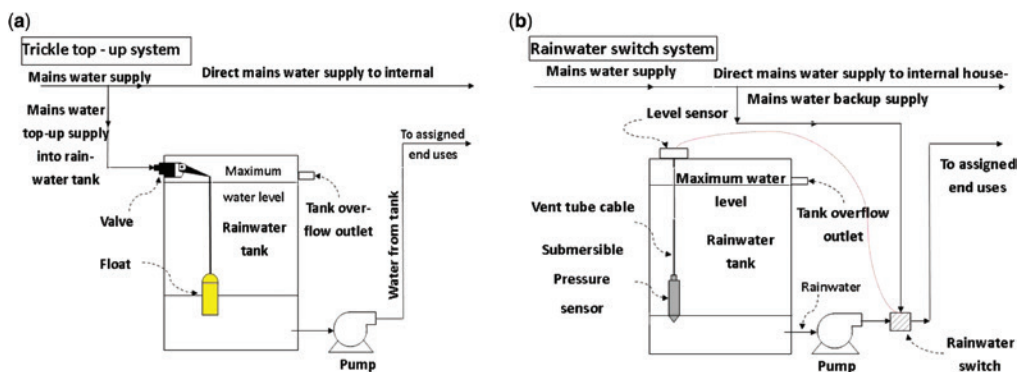 (a)
Trickle top - up system
Mains water supply
Direct mains water supply to internal
Mains water
top-up supply
into rain-
water tank
Valve
Float
Maximum
water level
Rainwater
tank
Tank over-
flow outlet
Water from tank
To assigned
end uses
Pump
(b)
Rainwater switch system
Mains water supply
Direct mains water supply to internal house-
Mains water backup supply
Level sensor
Vent tube cable
Submersible
Pressure
sensor
Maximum water
level
Rainwater
tank
Tank overflow
outlet
To assigned
end uses
Rainwater
Pump
Rainwater
switch